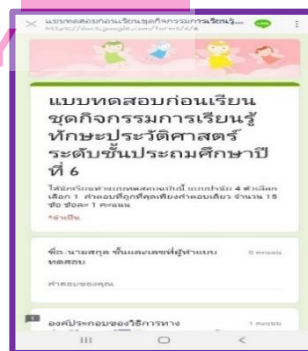 แบบทดสอบก่อนเรียนชุดกิจกรรมการเรียนรู้...
แบบทดสอบก่อนเรียน
ชุดกิจกรรมการเรียนรู้
ทักษะประวัติศาสตร์
ระดับชั้นประถมศึกษาปี
ที่ 6
ให้นักเรียนทำแบบทดสอบฉบับนี้ แบบปรนัย 4 ตัวเลือก
เลือก 1 คำตอบที่ถูกที่สุดเพียงคำตอบเดียว จำนวน 15
ข้อ ข้อละ 1 คะแนน
*จำเป็น
ชื่อ-นามสกุล ชั้นและเลขที่ผู้ทำแบบ
ทดสอบ
0 คะแนน
คำตอบของคุณ
องค์ประกอบของวิธีการทาง
1 คะแนน